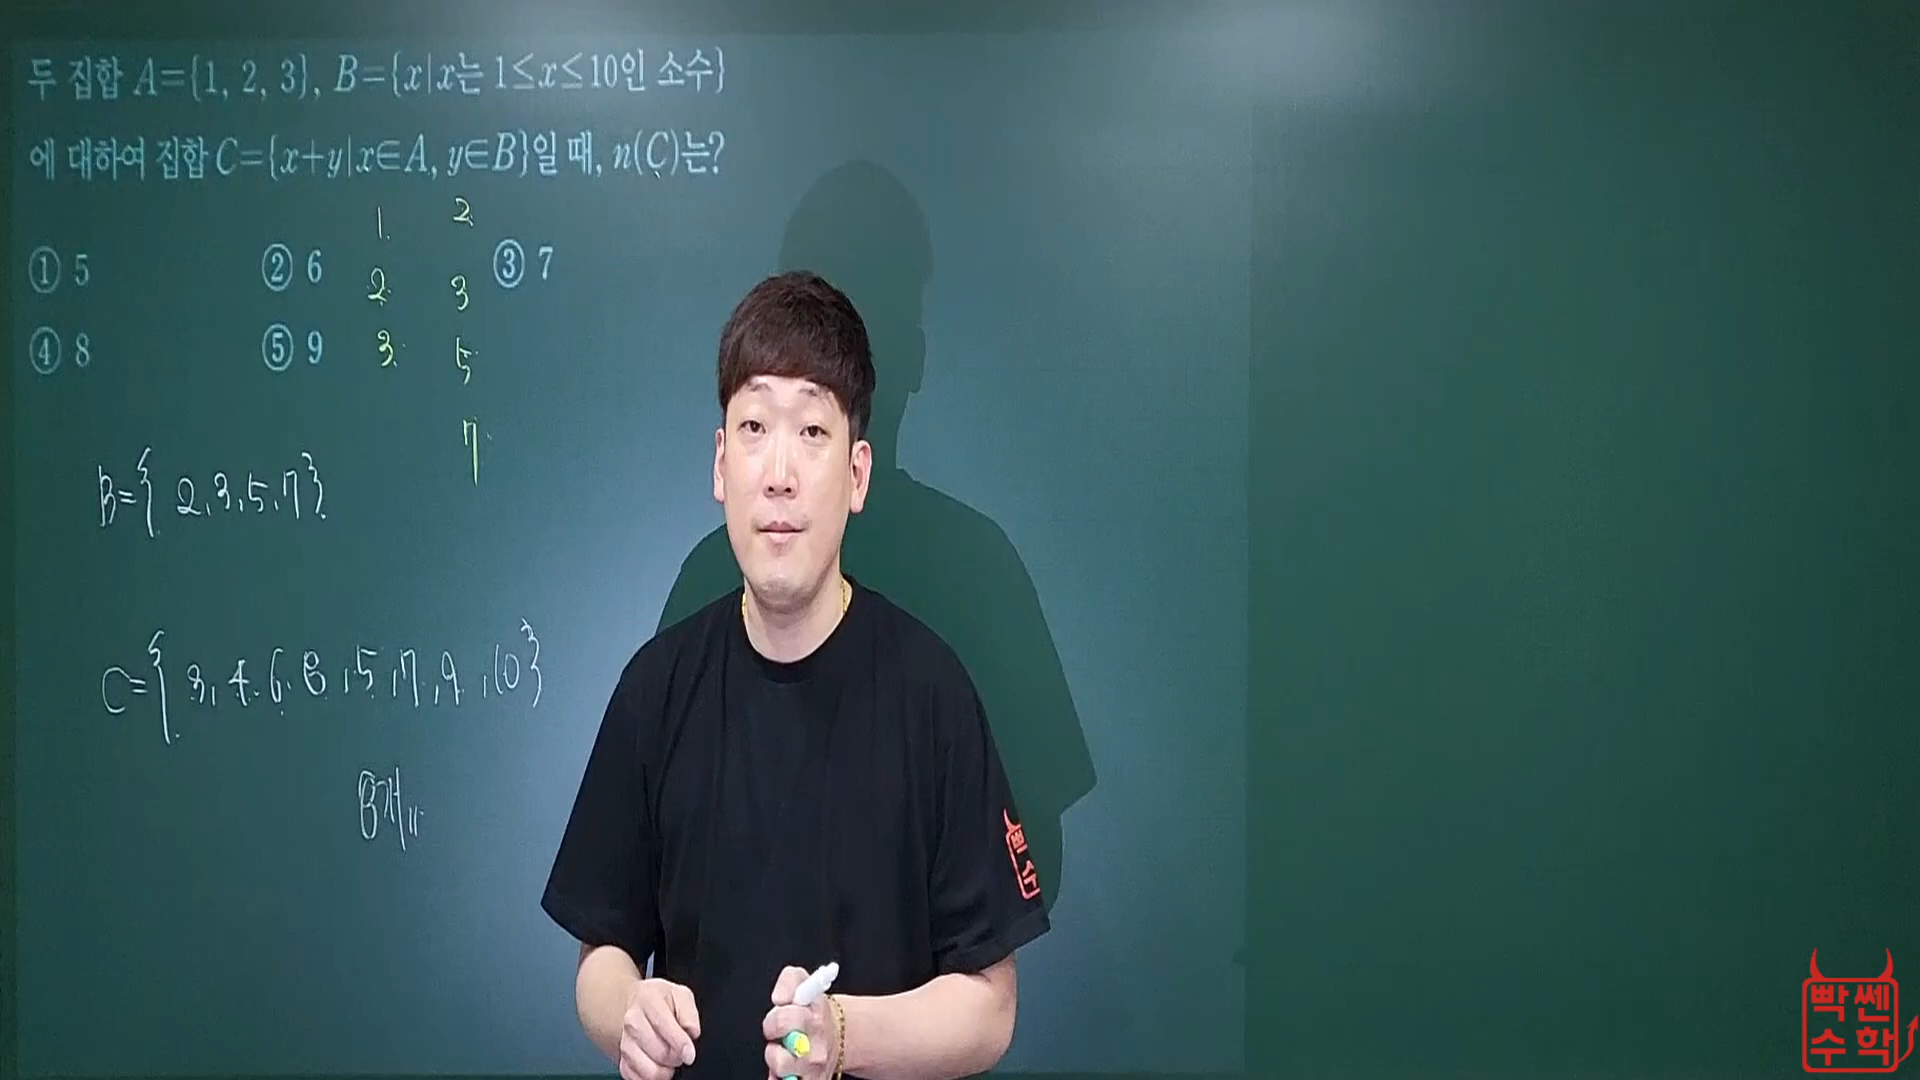 두 집합 A={1, 2, 3}, B={x|x는 1≤x≤10인 소수}
에 대하여 집합 C={x+y|x∈A, y∈B}일 때, n(C)는?
1 2
① 5 ② 6 ③ 7
2 3
④ 8 ⑤ 9
3 5
7
B={ 2, 3, 5, 7}
C={ 3, 4, 6, 8, 5, 7, 9, 10}
8개
빡쎈
수학